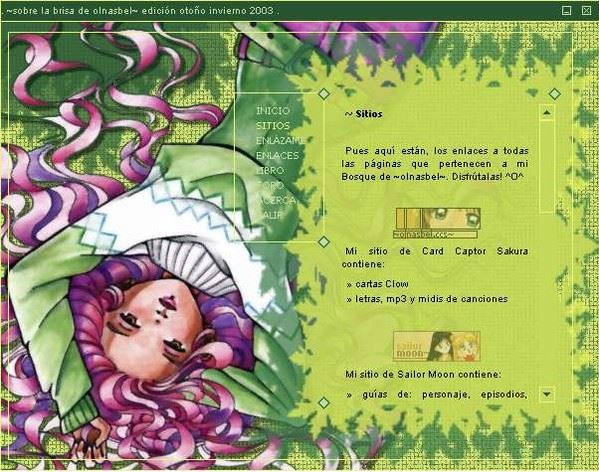 . ~sobre la brisa de olnasbel~ edición otoño invierno 2003 .
INICIO
SITIOS
ENLÁZAME
ENLACES
LIBRO
FORO
ACERCA
SALIR
~ Sitios
Pues aquí están, los enlaces a todas
las páginas que pertenecen a mi
Bosque de ~olnasbel~. Disfrútalas! ^O^
~olnasbel.ccs~
Mi sitio de Card Captor Sakura
contiene:
» cartas Clow
» letras, mp3 y midis de canciones
sailor
moon~
Mi sitio de Sailor Moon contiene:
» guías de: personaje, episodios,